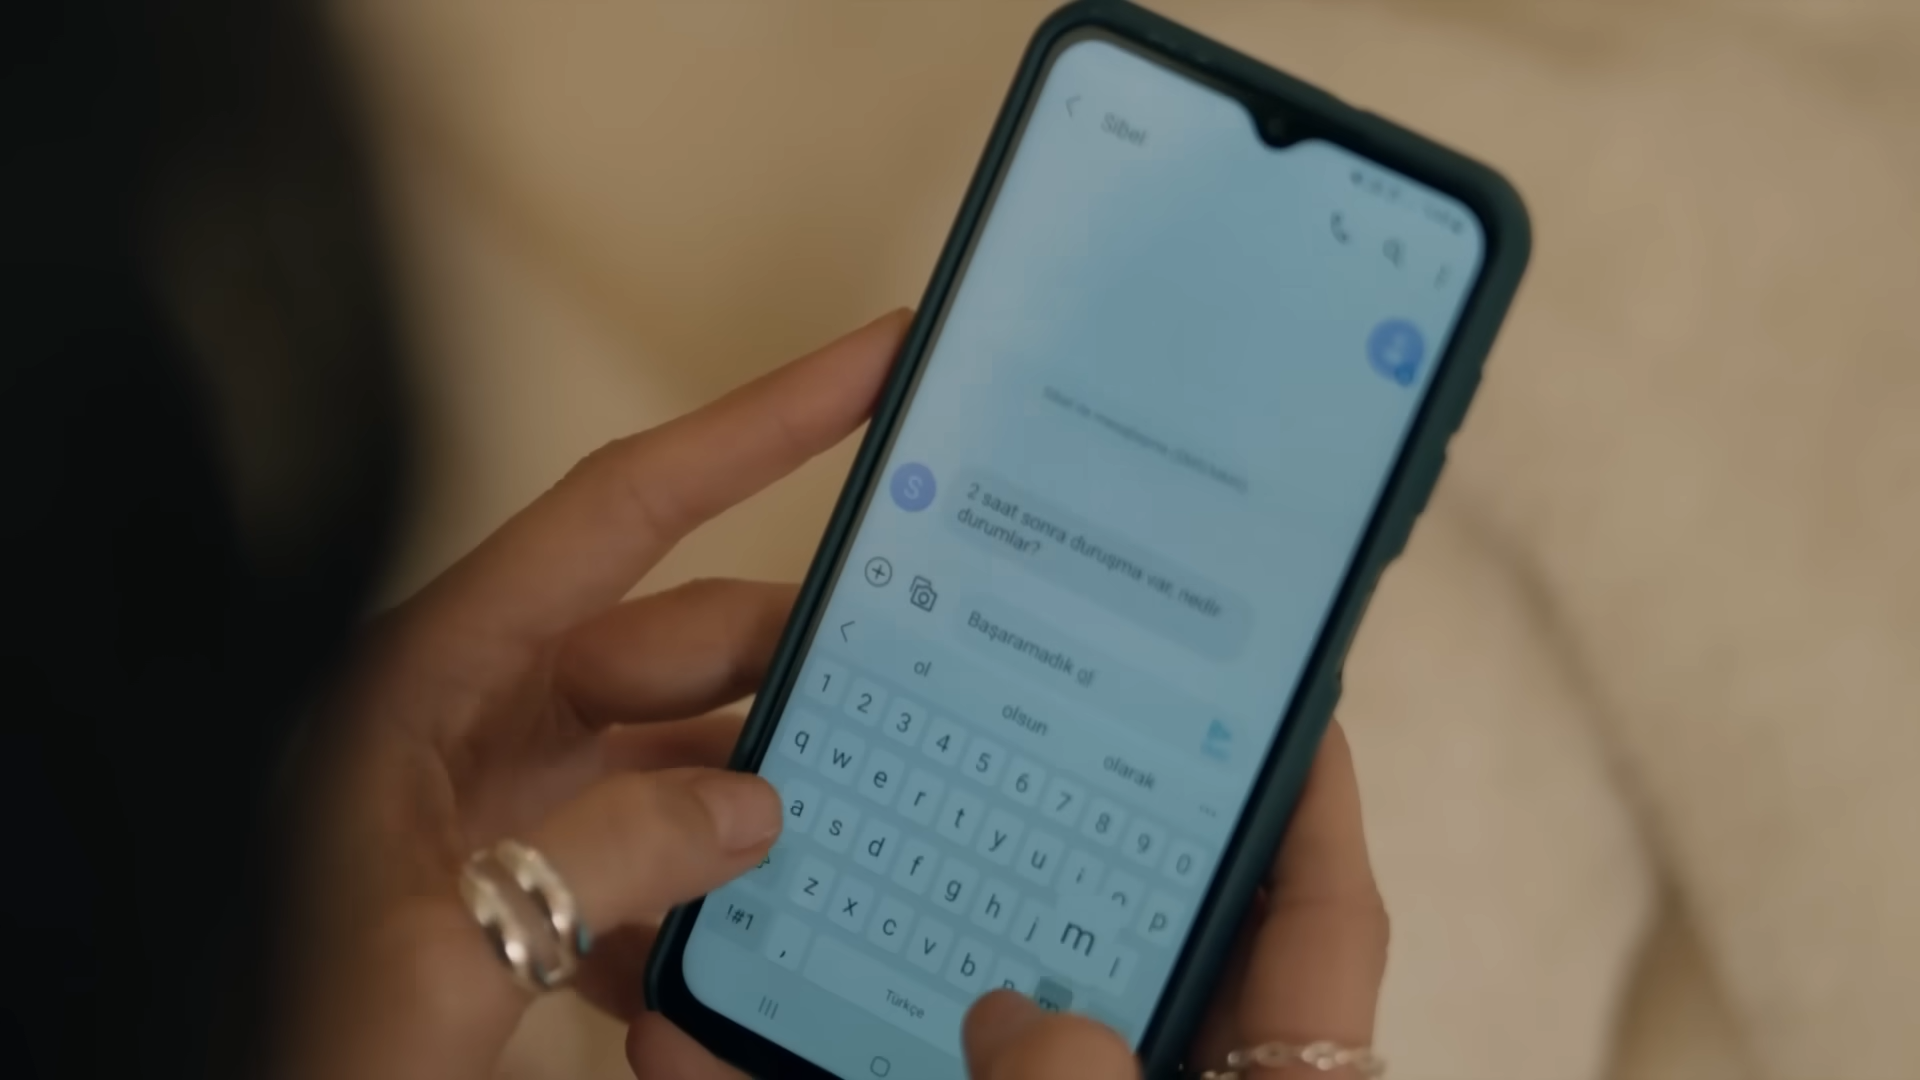 Sibel
S
2 saat sonra duruşma var, nedir
durumlar?
Başaramadık ol
ol olsun olarak ...
1 2 3 4 5 6 7 8 9 0
q w e r t y u i p
a s d f g h j l
m
z x c v b m
!#1 , Türkçe